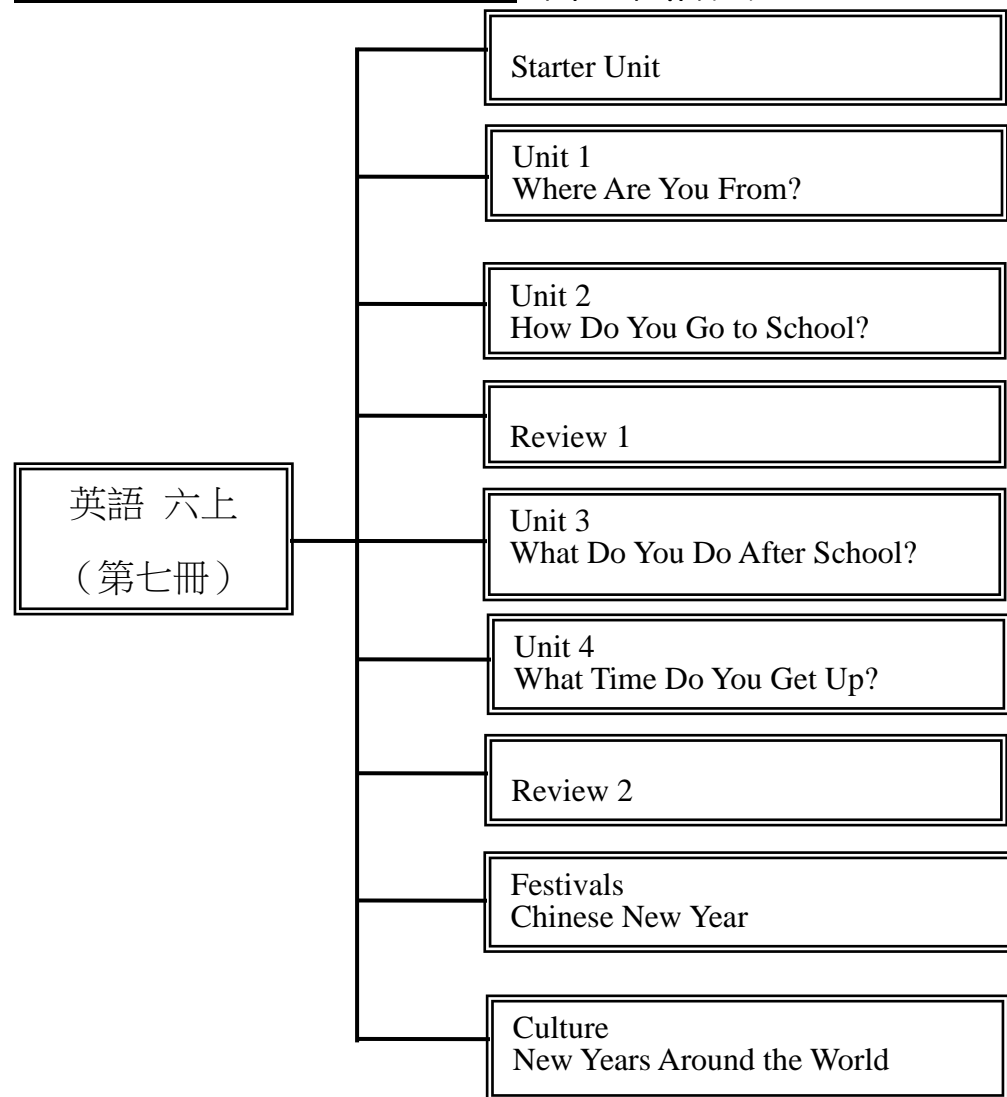 Starter Unit
Unit 1
Where Are You From?
Unit 2
How Do You Go to School?
Review 1
英語 六上
（第七冊）
Unit 3
What Do You Do After School?
Unit 4
What Time Do You Get Up?
Review 2
Festivals
Chinese New Year
Culture
New Years Around the World